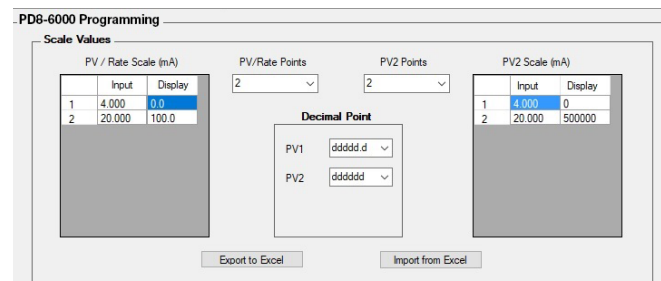 PD8-6000 Programming
Scale Values
PV / Rate Scale (mA) PV/Rate Points PV2 Points PV2 Scale (mA)
Input Display 2 2 Input Display
1 4.000 0.0 1 4.000 0
2 20.000 100.0 Decimal Point 2 20.000 500000
PV1 ddddd.d
PV2 dddddd
Export to Excel Import from Excel